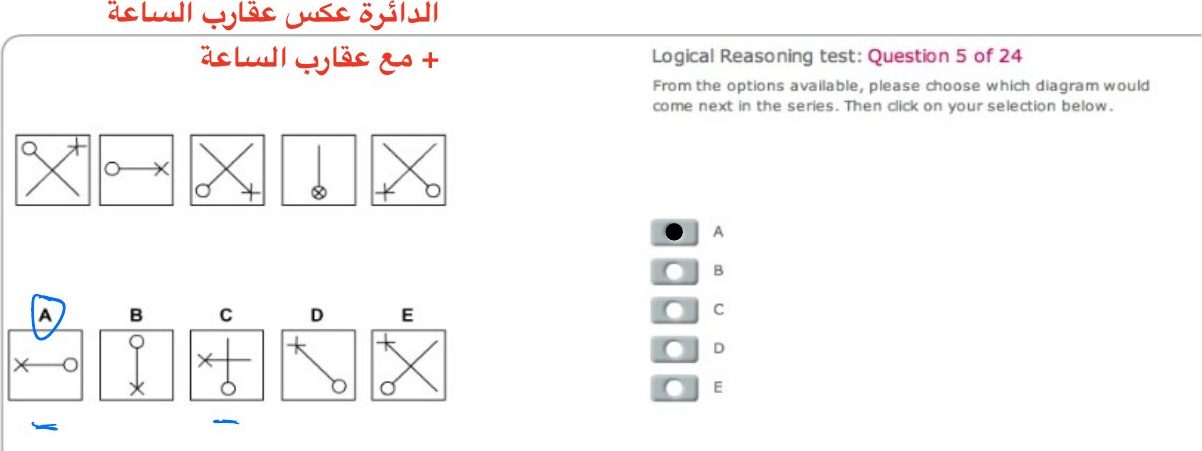 الدائرة عكس عقارب الساعة
+ مع عقارب الساعة
Logical Reasoning test: Question 5 of 24
From the options available, please choose which diagram would
come next in the series. Then click on your selection below.
A
B
C
D
E
A B C D E